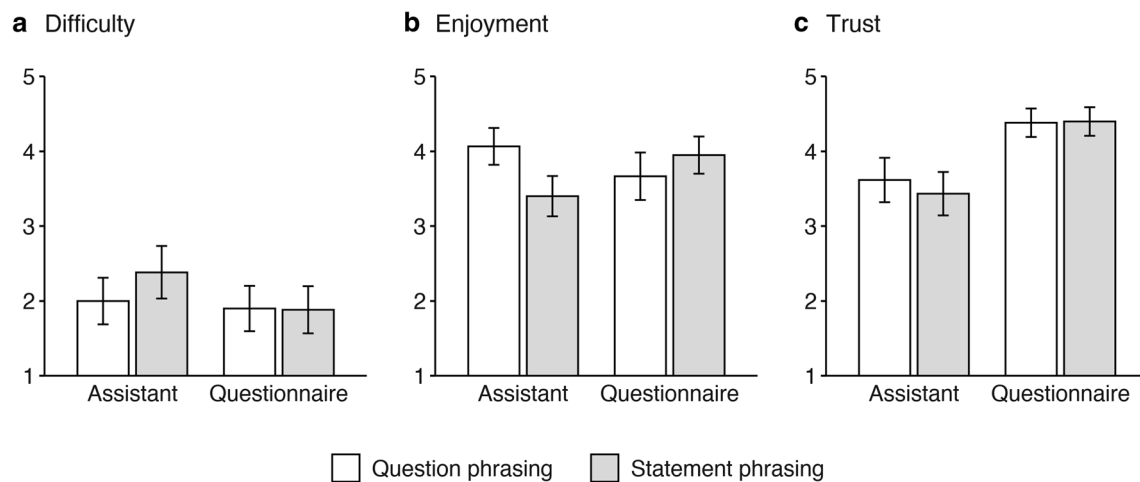 a Difficulty
5
4
3
2
1
Assistant Questionnaire
b Enjoyment
5
4
3
2
1
Assistant Questionnaire
c Trust
5
4
3
2
1
Assistant Questionnaire
Question phrasing Statement phrasing